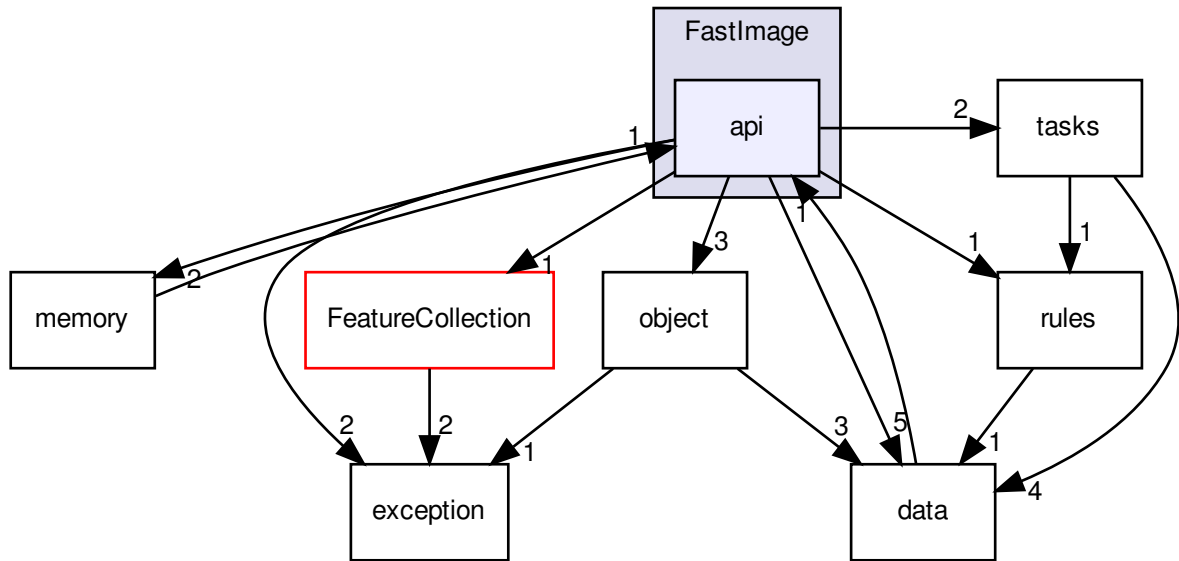 FastImage
api
2
tasks
1
1
3
1
1
1
2
memory
FeatureCollection
object
rules
2
2
1
3
5
1
4
exception
data